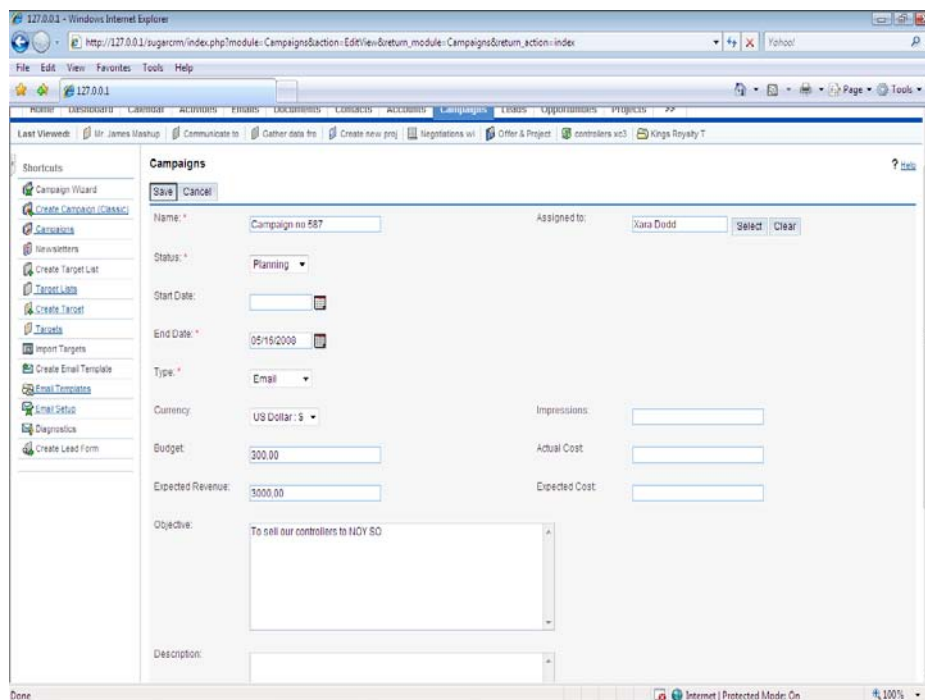 127.0.0.1 - Windows Internet Explorer
http://127.0.0.1/sugarcrm/index.php?module=Campaigns&action=EditView&return_module=Campaigns&return_action=index
Yahoo!
File Edit View Favorites Tools Help
127.0.0.1 Page Tools
Home Dashboard Calendar Activities Emails Documents Contacts Accounts Campaigns Leads Opportunities Projects >>
Last Viewed: Mr. James Mashup Communicate to Gather data fro Create new proj Negotiations wi Offer & Project controllers xc3 Kings Royalty T
Shortcuts
Campaign Wizard
Create Campaign (Classic)
Campaigns
Newsletters
Create Target List
Target Lists
Create Target
Targets
Import Targets
Create Email Template
Email Templates
Email Setup
Diagnostics
Create Lead Form
Campaigns ? Help
Save Cancel
Name: * Campaign no 587 Assigned to: Xara Dodd Select Clear
Status: * Planning
Start Date:
End Date: * 05/16/2008
Type: * Email
Currency: US Dollar : $ Impressions:
Budget: 300.00 Actual Cost:
Expected Revenue: 3000.00 Expected Cost:
Objective: To sell our controllers to NOY SO
Description:
Done Internet | Protected Mode: On 100%